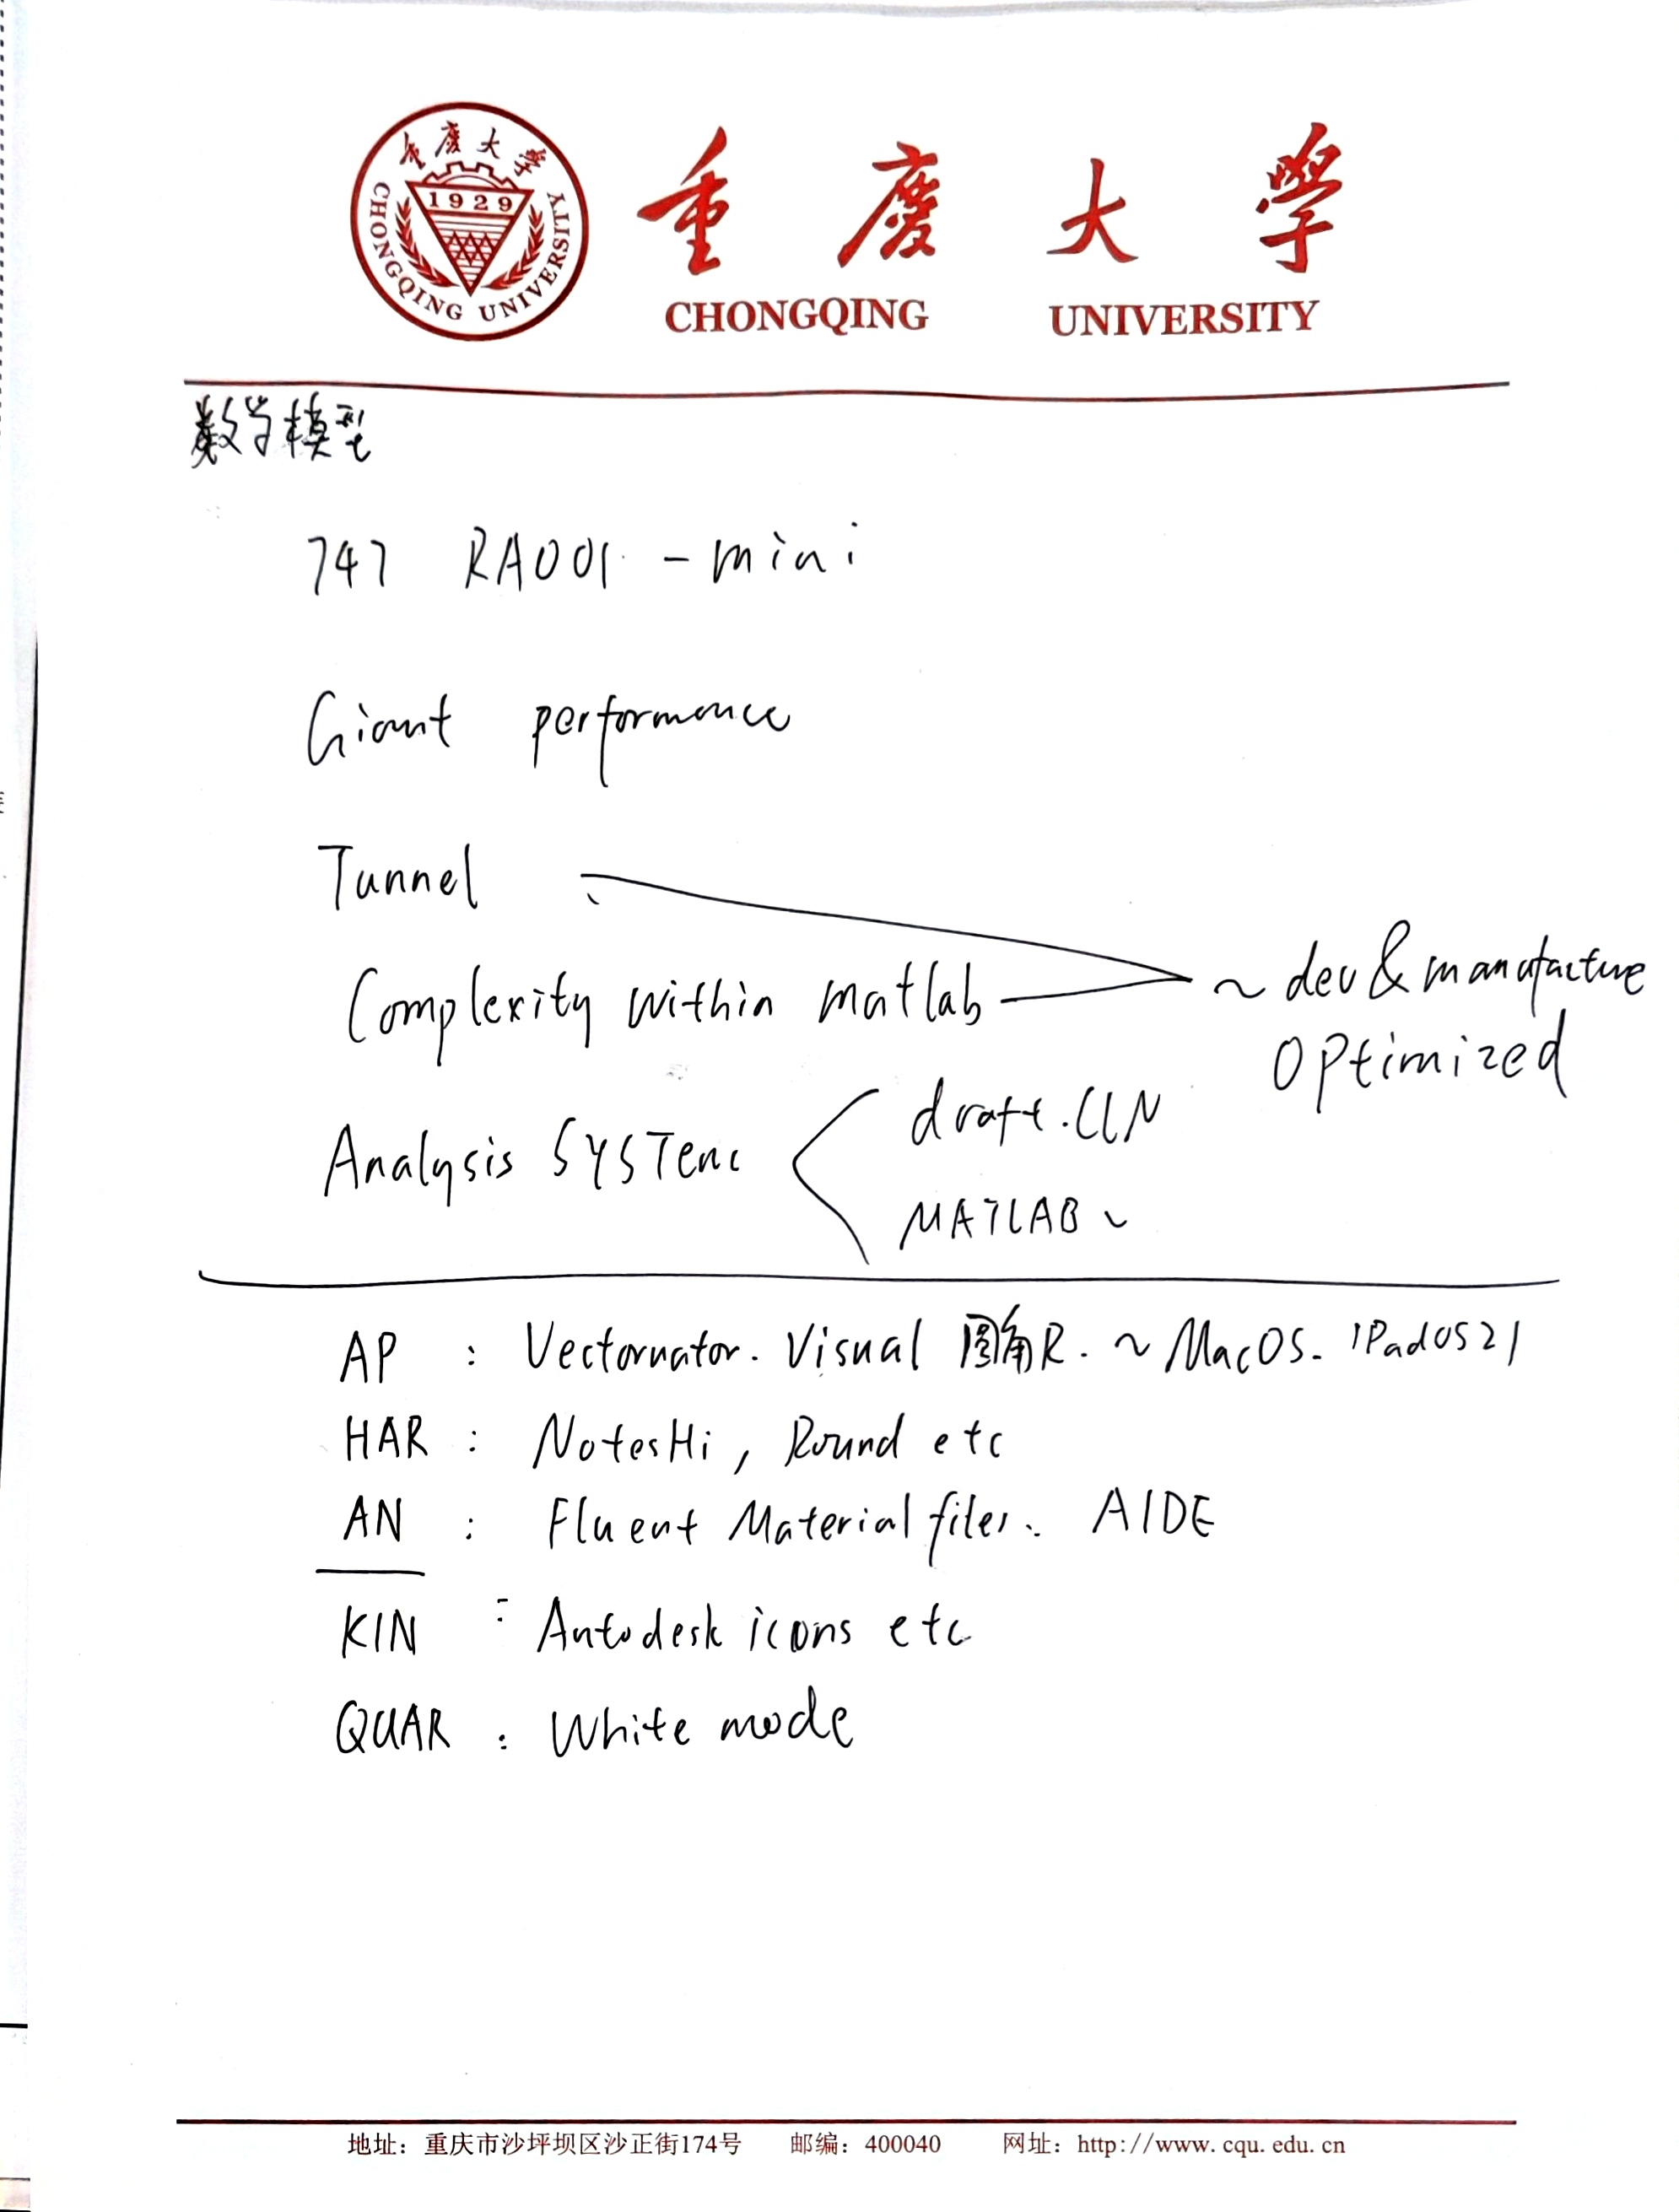 重慶大學
1929
CHONGQING UNIVERSITY
重慶大學
CHONGQING UNIVERSITY
数学模型
747 RA001 - mini
Giant performance
Tunnel
Complexity within matlab
~ dev & manufacture
optimized
Analysis SYSTem
draft.CLN
MATLAB
AP : Vectornator. Visual 圆角R. ~ MacOS. iPadOS21
HAR : NotesHi, Round etc
AN : Fluent Material files. AIDE
KIN : Autodesk icons etc
QUAR : White mode
地址：重庆市沙坪坝区沙正街174号 邮编：400040 网址：http://www.cqu.edu.cn